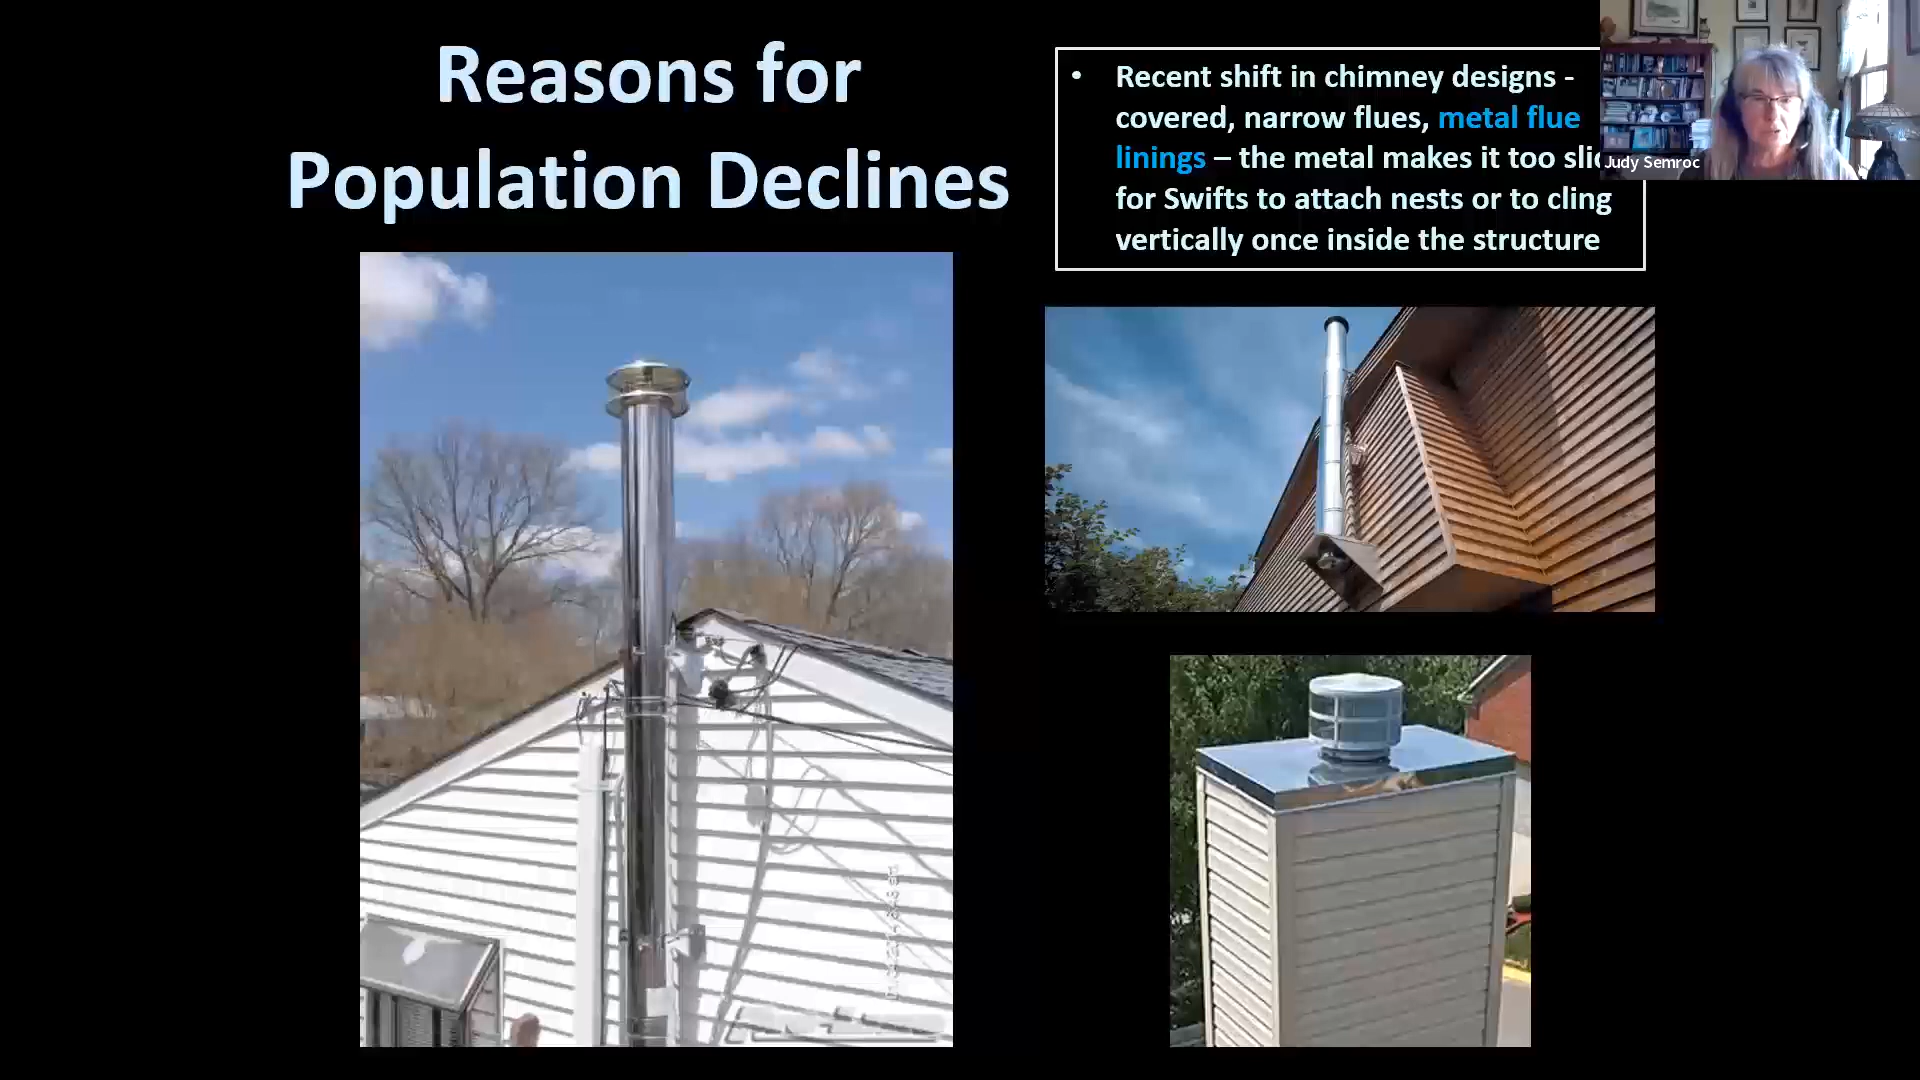 Reasons for
Population Declines
• Recent shift in chimney designs -
covered, narrow flues, metal flue
linings – the metal makes it too
for Swifts to attach nests or to cling
vertically once inside the structure
Judy Semroc